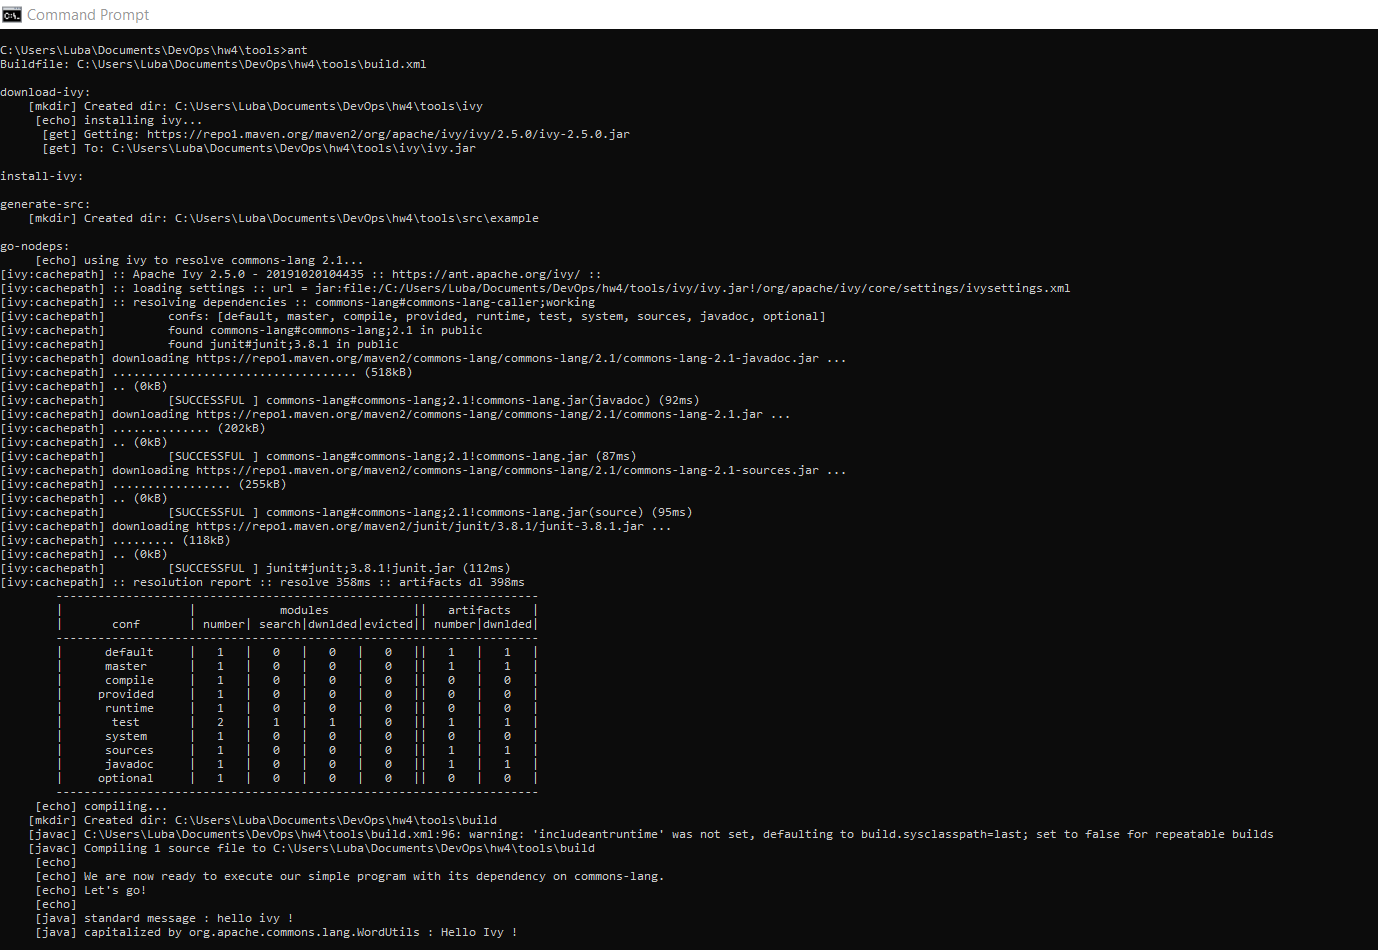 Command Prompt
C:\Users\Luba\Documents\DevOps\hw4\tools>ant
Buildfile: C:\Users\Luba\Documents\DevOps\hw4\tools\build.xml
download-ivy:
[mkdir] Created dir: C:\Users\Luba\Documents\DevOps\hw4\tools\ivy
[echo] installing ivy...
[get] Getting: https://repo1.maven.org/maven2/org/apache/ivy/ivy/2.5.0/ivy-2.5.0.jar
[get] To: C:\Users\Luba\Documents\DevOps\hw4\tools\ivy\ivy.jar
install-ivy:
generate-src:
[mkdir] Created dir: C:\Users\Luba\Documents\DevOps\hw4\tools\src\example
go-nodeps:
[echo] using ivy to resolve commons-lang 2.1...
[ivy:cachepath] :: Apache Ivy 2.5.0 - 20191020104435 :: https://ant.apache.org/ivy/ ::
[ivy:cachepath] :: loading settings :: url = jar:file:/C:/Users/Luba/Documents/DevOps/hw4/tools/ivy/ivy.jar!/org/apache/ivy/core/settings/ivysettings.xml
[ivy:cachepath] :: resolving dependencies :: commons-lang#commons-lang-caller;working
[ivy:cachepath] confs: [default, master, compile, provided, runtime, test, system, sources, javadoc, optional]
[ivy:cachepath] found commons-lang#commons-lang;2.1 in public
[ivy:cachepath] found junit#junit;3.8.1 in public
[ivy:cachepath] downloading https://repo1.maven.org/maven2/commons-lang/commons-lang/2.1/commons-lang-2.1-javadoc.jar ...
[ivy:cachepath] ................................... (518kB)
[ivy:cachepath] .. (0kB)
[ivy:cachepath] [SUCCESSFUL ] commons-lang#commons-lang;2.1!commons-lang.jar(javadoc) (92ms)
[ivy:cachepath] downloading https://repo1.maven.org/maven2/commons-lang/commons-lang/2.1/commons-lang-2.1.jar ...
[ivy:cachepath] .............. (202kB)
[ivy:cachepath] .. (0kB)
[ivy:cachepath] [SUCCESSFUL ] commons-lang#commons-lang;2.1!commons-lang.jar (87ms)
[ivy:cachepath] downloading https://repo1.maven.org/maven2/commons-lang/commons-lang/2.1/commons-lang-2.1-sources.jar ...
[ivy:cachepath] ................. (255kB)
[ivy:cachepath] .. (0kB)
[ivy:cachepath] [SUCCESSFUL ] commons-lang#commons-lang;2.1!commons-lang.jar(source) (95ms)
[ivy:cachepath] downloading https://repo1.maven.org/maven2/junit/junit/3.8.1/junit-3.8.1.jar ...
[ivy:cachepath] ......... (118kB)
[ivy:cachepath] .. (0kB)
[ivy:cachepath] [SUCCESSFUL ] junit#junit;3.8.1!junit.jar (112ms)
[ivy:cachepath] :: resolution report :: resolve 358ms :: artifacts dl 398ms
---------------------------------------------------------------------
| | modules || artifacts |
| conf | number| search|dwnlded|evicted|| number|dwnlded|
---------------------------------------------------------------------
| default | 1 | 0 | 0 | 0 || 1 | 1 |
| master | 1 | 0 | 0 | 0 || 1 | 1 |
| compile | 1 | 0 | 0 | 0 || 0 | 0 |
| provided | 1 | 0 | 0 | 0 || 0 | 0 |
| runtime | 1 | 0 | 0 | 0 || 0 | 0 |
| test | 2 | 1 | 1 | 0 || 1 | 1 |
| system | 1 | 0 | 0 | 0 || 0 | 0 |
| sources | 1 | 0 | 0 | 0 || 1 | 1 |
| javadoc | 1 | 0 | 0 | 0 || 1 | 1 |
| optional | 1 | 0 | 0 | 0 || 0 | 0 |
---------------------------------------------------------------------
[echo] compiling...
[mkdir] Created dir: C:\Users\Luba\Documents\DevOps\hw4\tools\build
[javac] C:\Users\Luba\Documents\DevOps\hw4\tools\build.xml:96: warning: 'includeantruntime' was not set, defaulting to build.sysclasspath=last; set to false for repeatable builds
[javac] Compiling 1 source file to C:\Users\Luba\Documents\DevOps\hw4\tools\build
[echo]
[echo] We are now ready to execute our simple program with its dependency on commons-lang.
[echo] Let's go!
[echo]
[java] standard message : hello ivy !
[java] capitalized by org.apache.commons.lang.WordUtils : Hello Ivy !